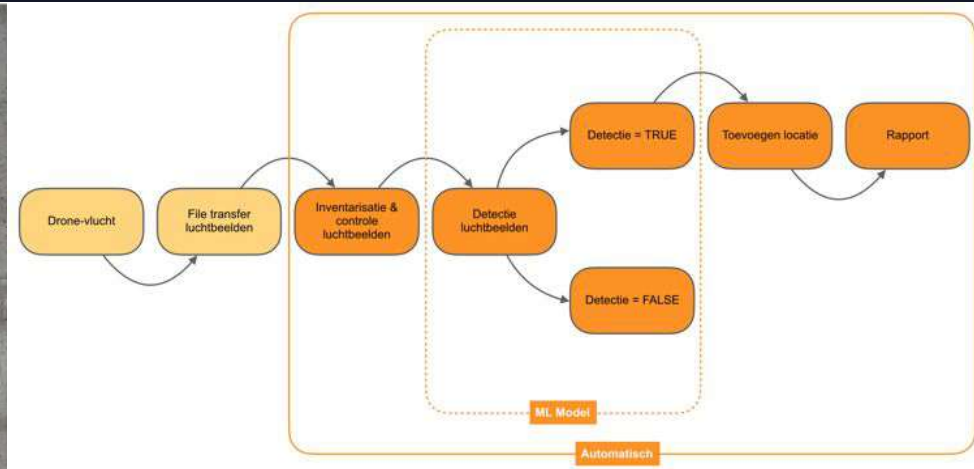 Drone-vlucht
File transfer
luchtbeelden
Inventarisatie &
controle
luchtbeelden
Detectie
luchtbeelden
Detectie = TRUE
Detectie = FALSE
Toevoegen locatie
Rapport
ML Model
Automatisch